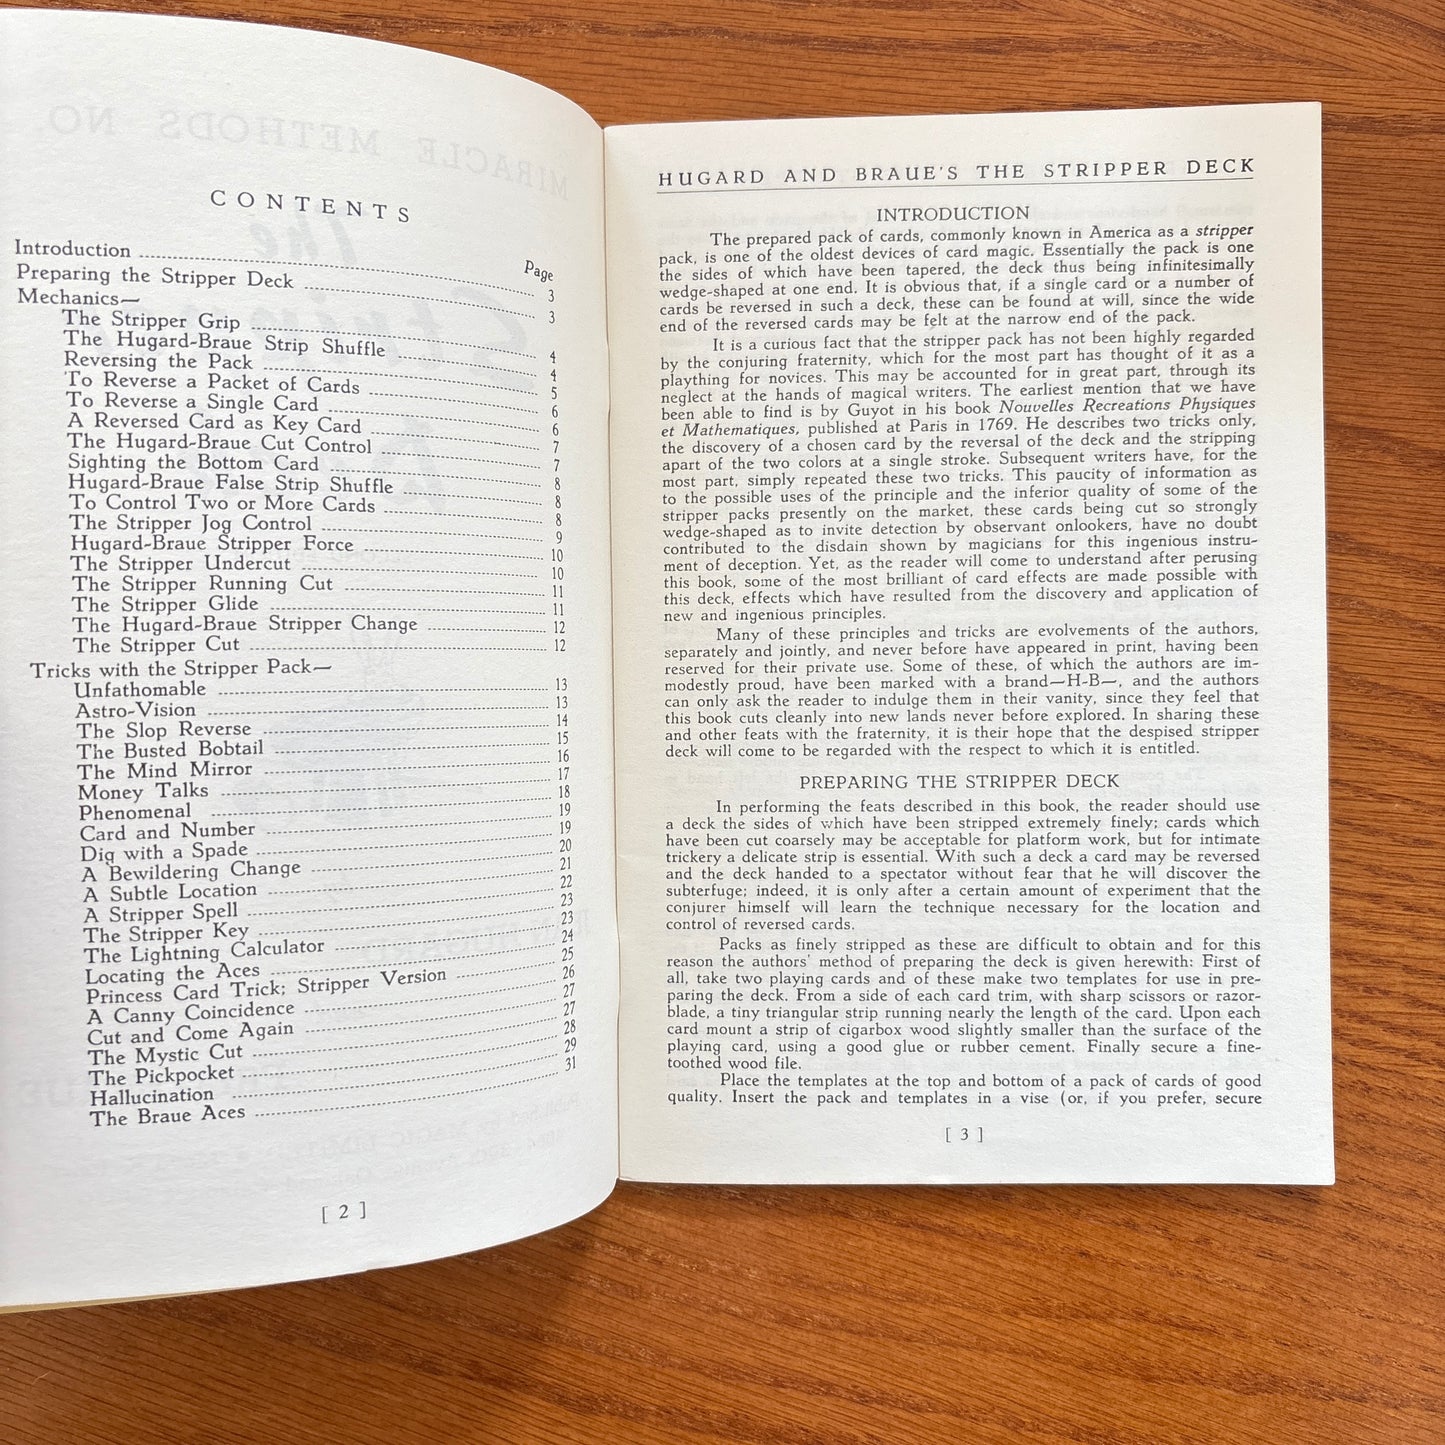 CONTENTS
Page
Introduction 3
Preparing the Stripper Deck 3
Mechanics—
The Stripper Grip 4
The Hugard-Braue Strip Shuffle 4
Reversing the Pack 5
To Reverse a Packet of Cards 6
To Reverse a Single Card 6
A Reversed Card as Key Card 7
The Hugard-Braue Cut Control 7
Sighting the Bottom Card 8
Hugard-Braue False Strip Shuffle 8
To Control Two or More Cards 8
The Stripper Jog Control 9
Hugard-Braue Stripper Force 10
The Stripper Undercut 10
The Stripper Running Cut 11
The Stripper Glide 11
The Hugard-Braue Stripper Change 12
The Stripper Cut 12
Tricks with the Stripper Pack—
Unfathomable 13
Astro-Vision 13
The Slop Reverse 14
The Busted Bobtail 15
The Mind Mirror 16
Money Talks 17
Phenomenal 18
Card and Number 19
Dig with a Spade 19
A Bewildering Change 20
A Subtle Location 21
A Stripper Spell 22
The Stripper Key 23
The Lightning Calculator 23
Locating the Aces 24
Princess Card Trick; Stripper Version 25
A Canny Coincidence 26
Cut and Come Again 27
The Mystic Cut 27
The Pickpocket 28
Hallucination 29
The Braue Aces 31
[ 2 ]
HUGARD AND BRAUE'S THE STRIPPER DECK
INTRODUCTION
The prepared pack of cards, commonly known in America as a stripper
pack, is one of the oldest devices of card magic. Essentially the pack is one
the sides of which have been tapered, the deck thus being infinitesimally
wedge-shaped at one end. It is obvious that, if a single card or a number of
cards be reversed in such a deck, these can be found at will, since the wide
end of the reversed cards may be felt at the narrow end of the pack.
It is a curious fact that the stripper pack has not been highly regarded
by the conjuring fraternity, which for the most part has thought of it as a
plaything for novices. This may be accounted for in great part, through its
neglect at the hands of magical writers. The earliest mention that we have
been able to find is by Guyot in his book Nouvelles Recreations Physiques
et Mathematiques, published at Paris in 1769. He describes two tricks only,
the discovery of a chosen card by the reversal of the deck and the stripping
apart of the two colors at a single stroke. Subsequent writers have, for the
most part, simply repeated these two tricks. This paucity of information as
to the possible uses of the principle and the inferior quality of some of the
stripper packs presently on the market, these cards being cut so strongly
wedge-shaped as to invite detection by observant onlookers, have no doubt
contributed to the disdain shown by magicians for this ingenious instru-
ment of deception. Yet, as the reader will come to understand after perusing
this book, some of the most brilliant of card effects are made possible with
this deck, effects which have resulted from the discovery and application of
new and ingenious principles.
Many of these principles and tricks are evolvements of the authors,
separately and jointly, and never before have appeared in print, having been
reserved for their private use. Some of these, of which the authors are im-
modestly proud, have been marked with a brand—H-B—, and the authors
can only ask the reader to indulge them in their vanity, since they feel that
this book cuts cleanly into new lands never before explored. In sharing these
and other feats with the fraternity, it is their hope that the despised stripper
deck will come to be regarded with the respect to which it is entitled.
PREPARING THE STRIPPER DECK
In performing the feats described in this book, the reader should use
a deck the sides of which have been stripped extremely finely; cards which
have been cut coarsely may be acceptable for platform work, but for intimate
trickery a delicate strip is essential. With such a deck a card may be reversed
and the deck handed to a spectator without fear that he will discover the
subterfuge; indeed, it is only after a certain amount of experiment that the
conjurer himself will learn the technique necessary for the location and
control of reversed cards.
Packs as finely stripped as these are difficult to obtain and for this
reason the authors' method of preparing the deck is given herewith: First of
all, take two playing cards and of these make two templates for use in pre-
paring the deck. From a side of each card trim, with sharp scissors or razor-
blade, a tiny triangular strip running nearly the length of the card. Upon each
card mount a strip of cigarbox wood slightly smaller than the surface of the
playing card, using a good glue or rubber cement. Finally secure a fine-
toothed wood file.
Place the templates at the top and bottom of a pack of cards of good
quality. Insert the pack and templates in a vise (or, if you prefer, secure
[ 3 ]